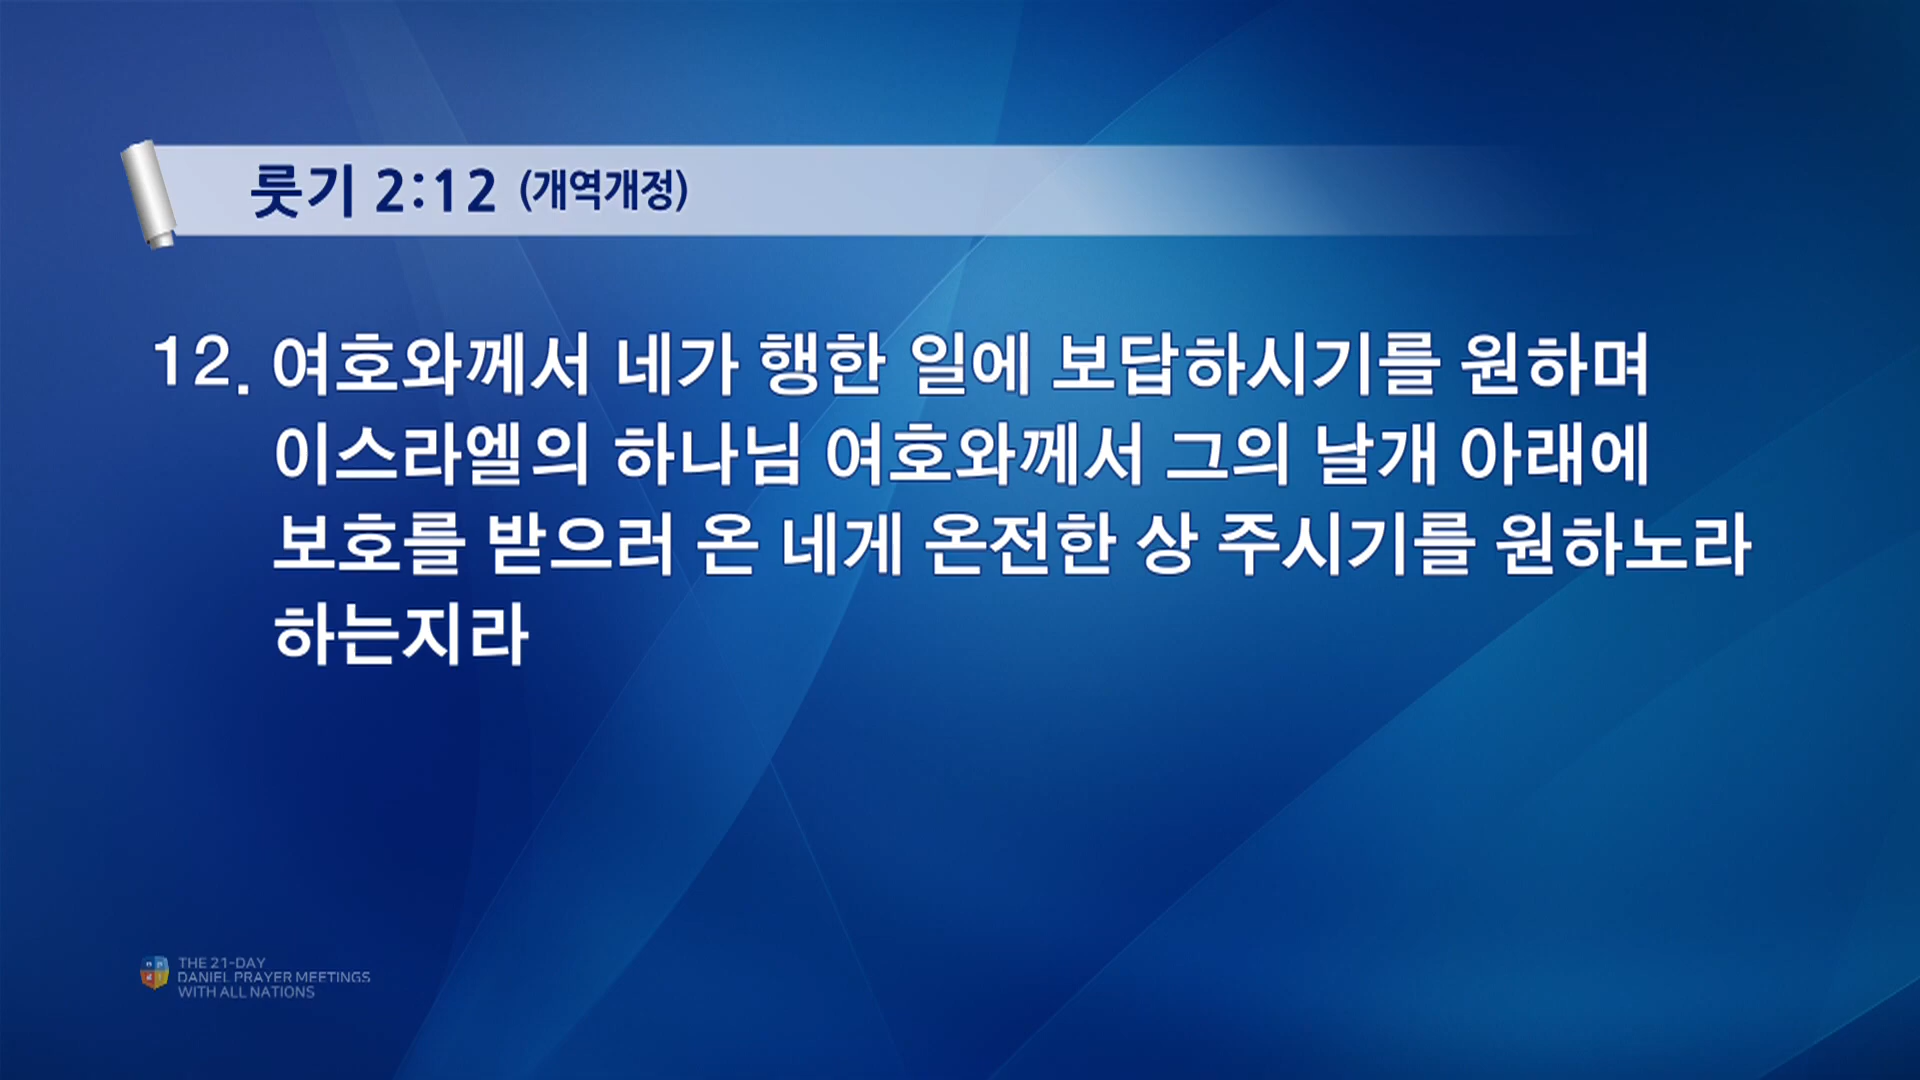 룻기 2:12 (개역개정)
12. 여호와께서 네가 행한 일에 보답하시기를 원하며
이스라엘의 하나님 여호와께서 그의 날개 아래에
보호를 받으러 온 네게 온전한 상 주시기를 원하노라
하는지라
THE 21-DAY
DANIEL PRAYER MEETINGS
WITH ALL NATIONS